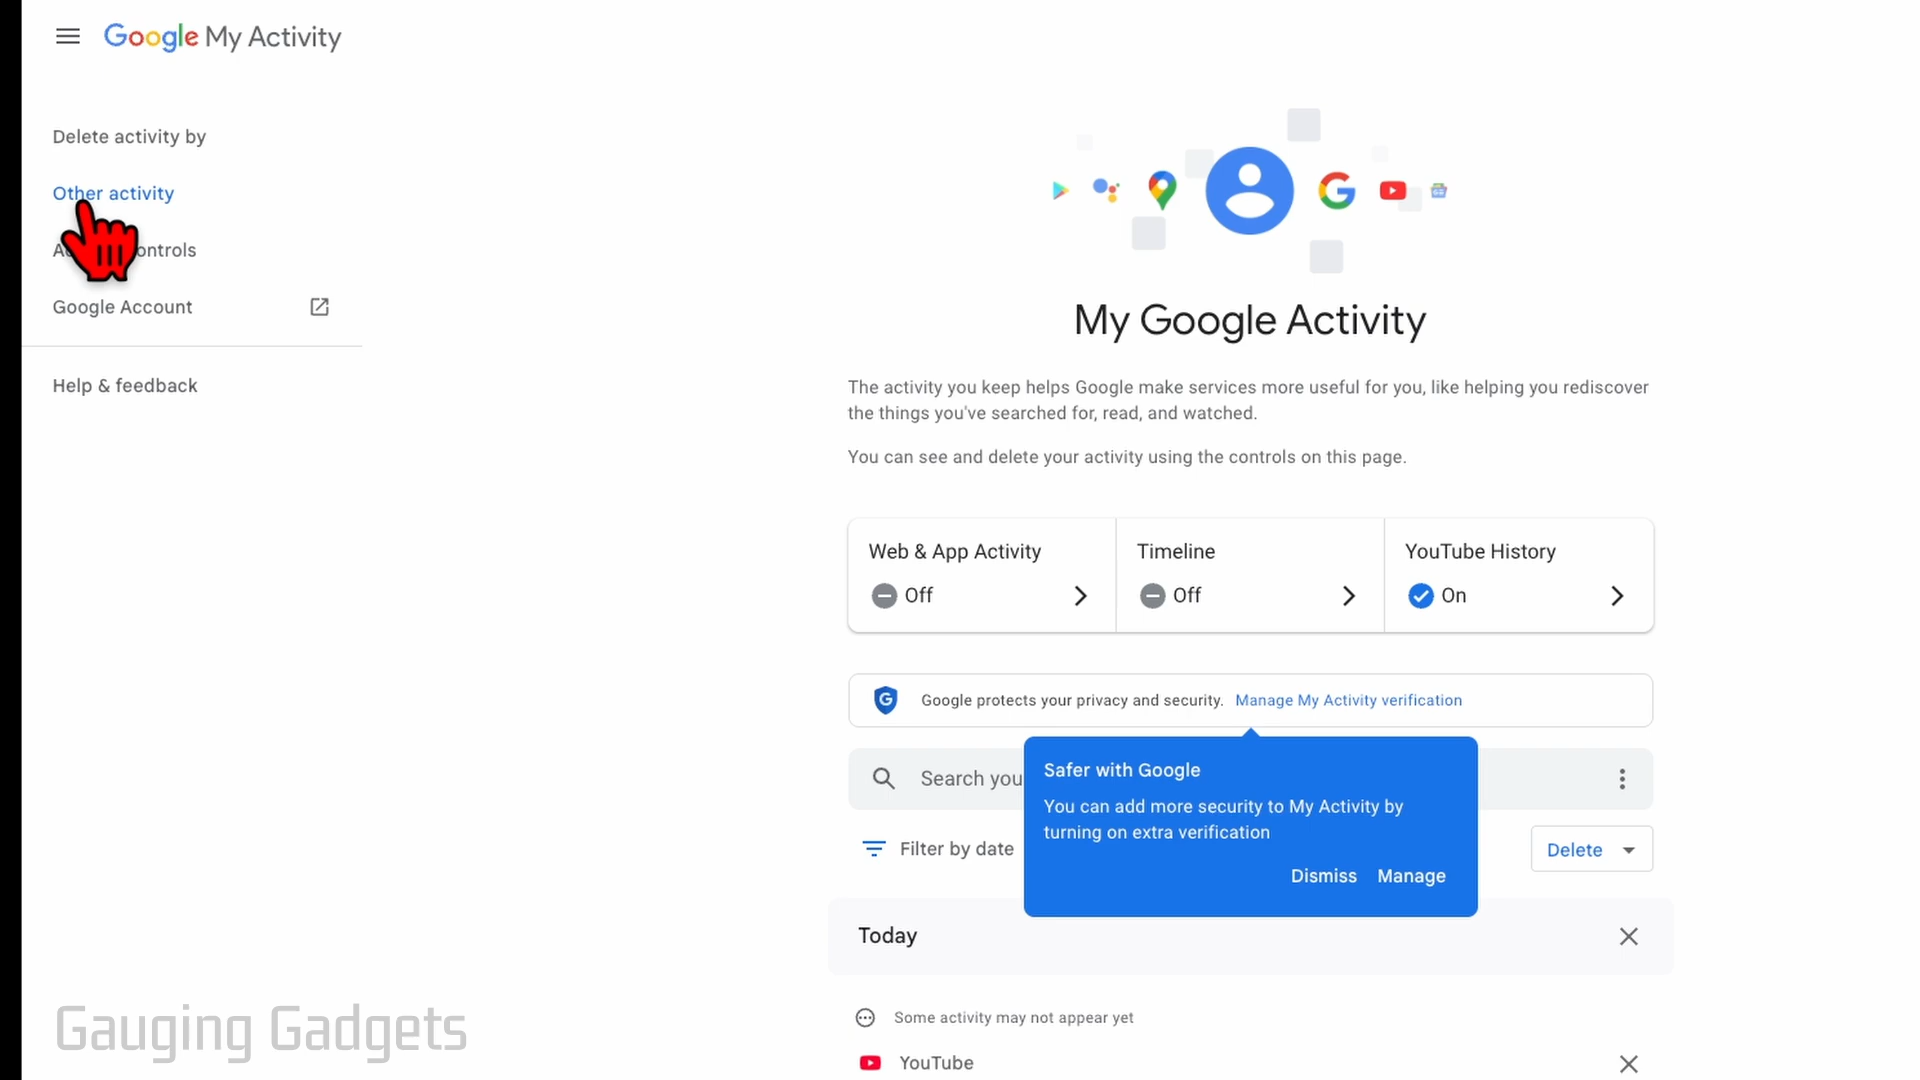 Google My Activity
Delete activity by
Other activity
A ontrols
Google Account
Help & feedback
My Google Activity
The activity you keep helps Google make services more useful for you, like helping you rediscover
the things you've searched for, read, and watched.
You can see and delete your activity using the controls on this page.
Web & App Activity
Off
Timeline
Off
YouTube History
On
Google protects your privacy and security. Manage My Activity verification
Search you
Safer with Google
You can add more security to My Activity by
turning on extra verification
Dismiss Manage
Filter by date
Delete
Today
Some activity may not appear yet
YouTube
Gauging Gadgets